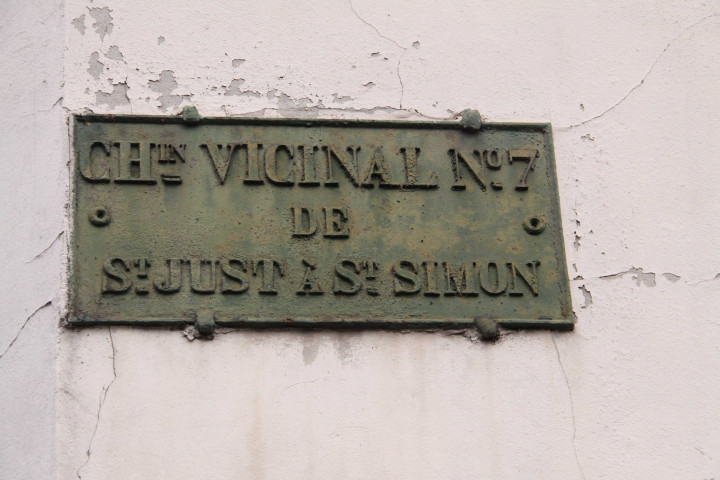 CHIN VICINAL NO. 7
DE
ST. JUST À ST. SIMON